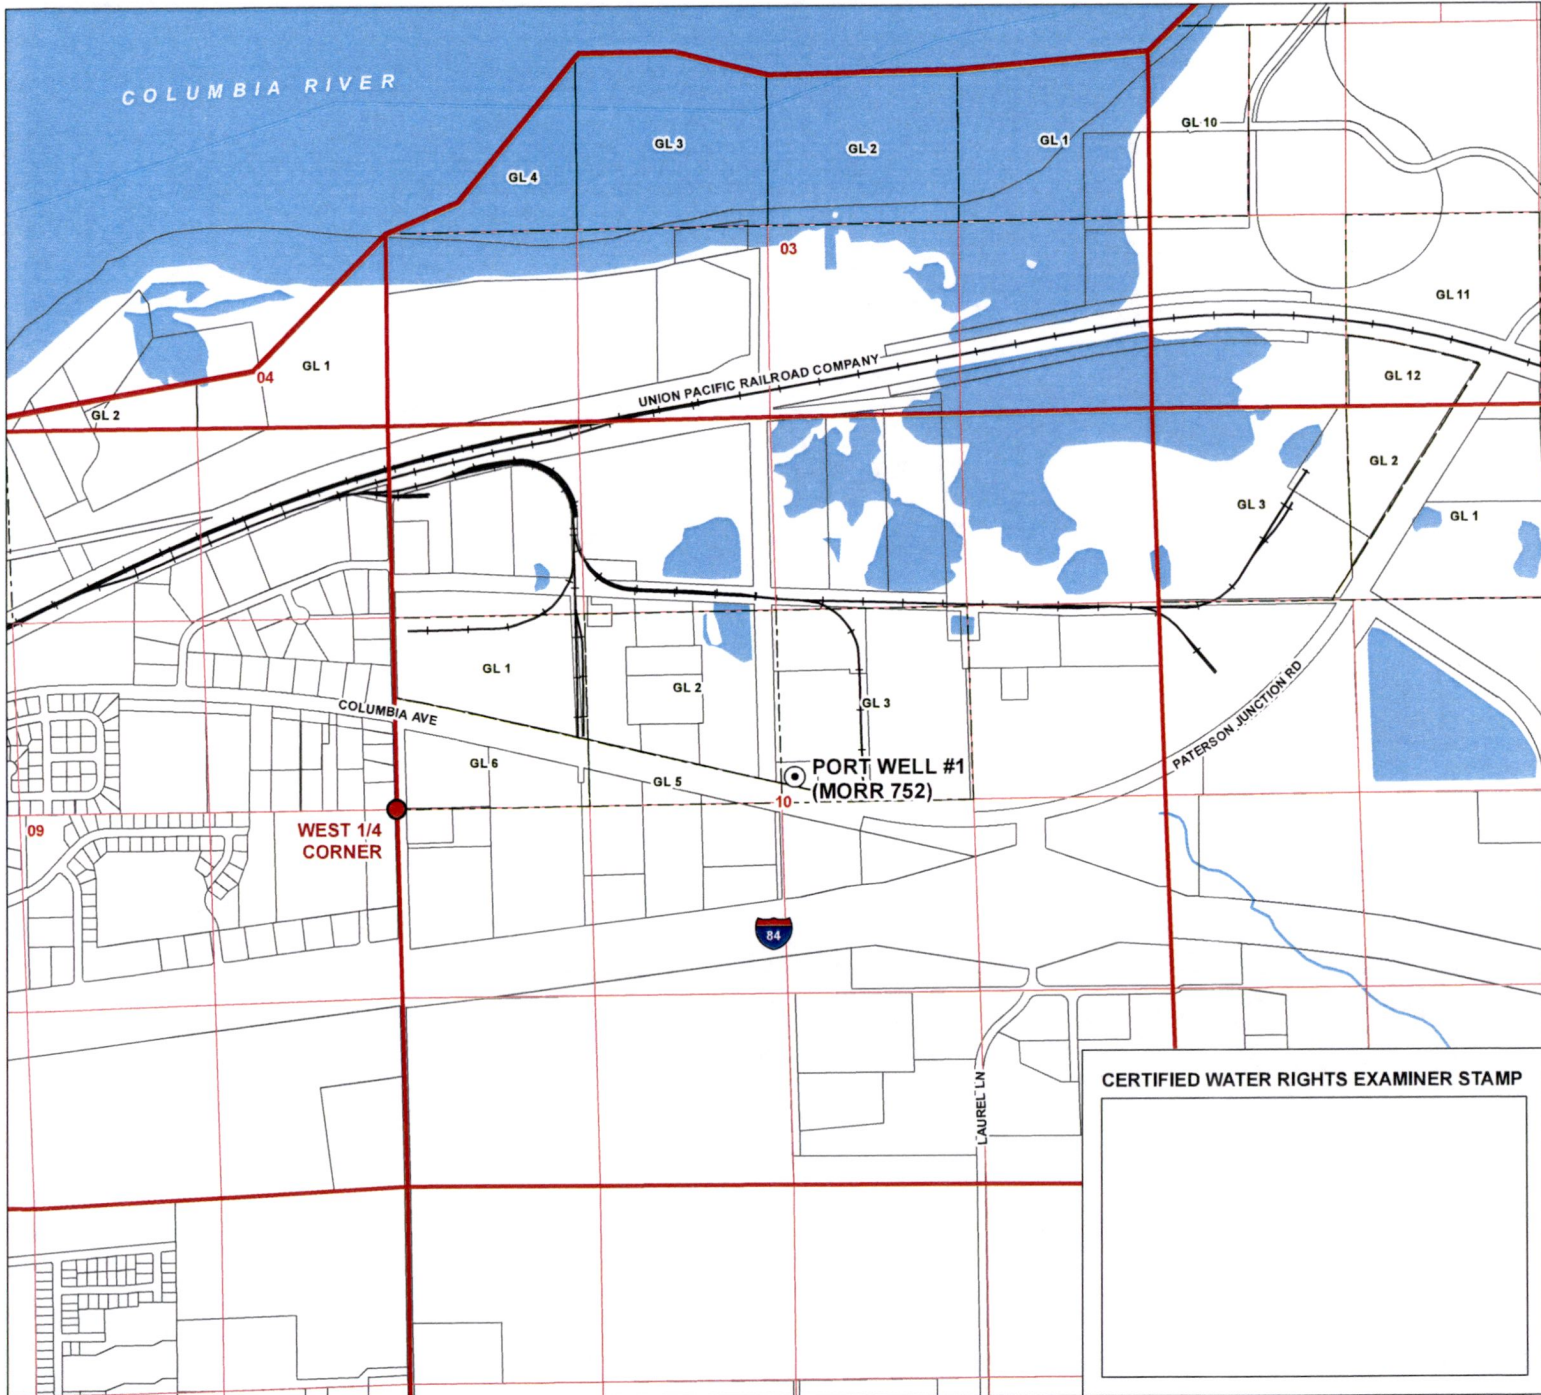 COLUMBIA RIVER
GL 10
GL 3
GL 2
GL 1
GL 4
03
GL 11
GL 1
04
UNION PACIFIC RAILROAD COMPANY
GL 12
GL 2
GL 2
GL 3
GL 1
GL 1
GL 2
GL 3
COLUMBIA AVE
PATERSON JUNCTION RD
GL 6
GL 5
PORT WELL #1
(MORR 752)
10
09
WEST 1/4
CORNER
84
LAUREL LN
CERTIFIED WATER RIGHTS EXAMINER STAMP